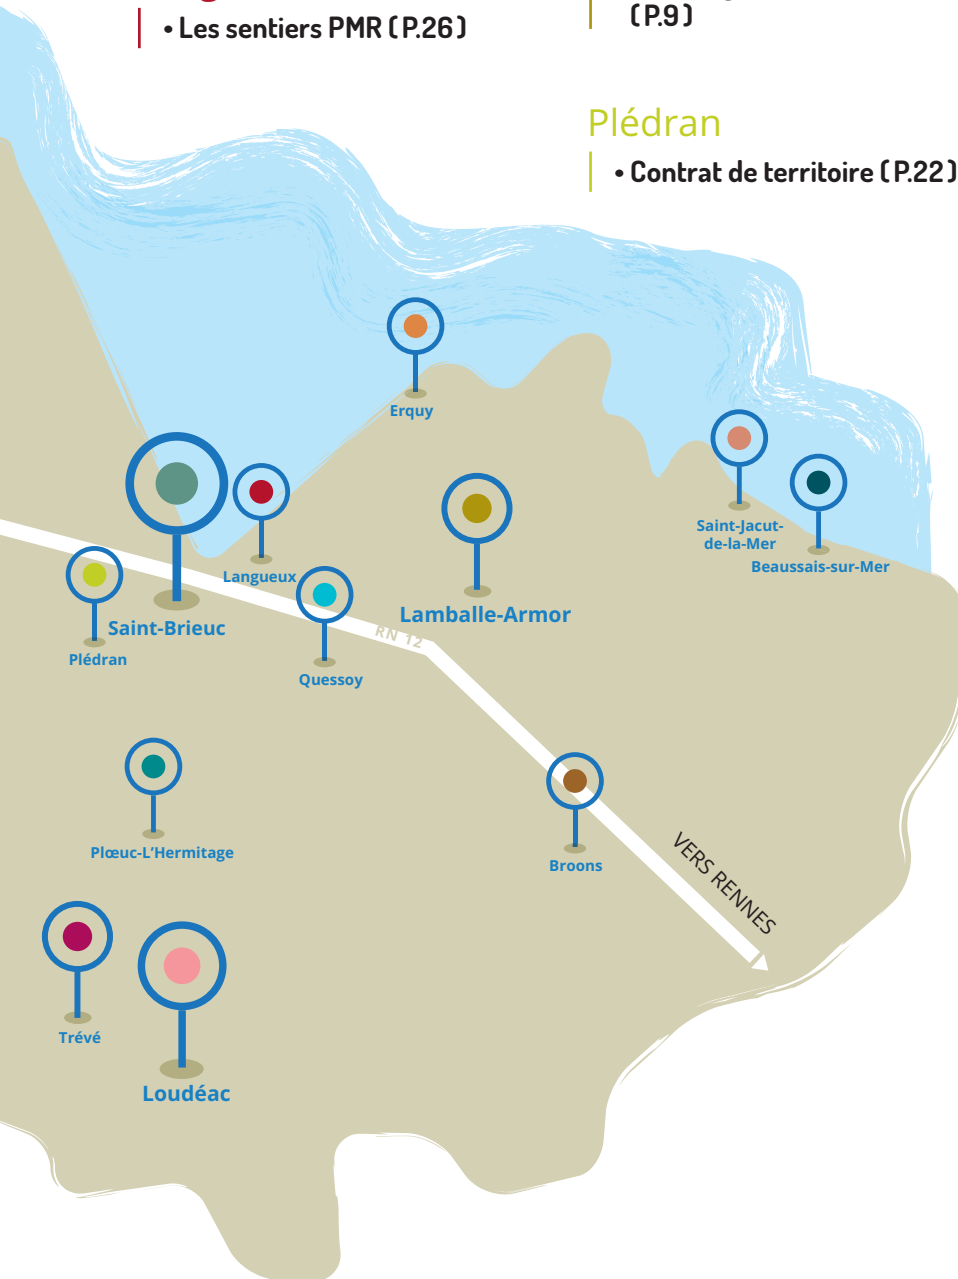 • Les sentiers PMR (P.26)
(P.9)
Plédran
• Contrat de territoire (P.22)
Erquy
Saint-Jacut-
de-la-Mer
Beaussais-sur-Mer
Langueux
Lamballe-Armor
Saint-Brieuc
RN 12
Plédran
Quessoy
Plœuc-L'Hermitage
Broons
VERS RENNES
Trévé
Loudéac